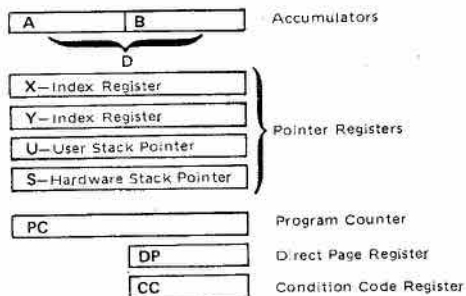 A B Accumulators
D
X—Index Register
Y—Index Register
U—User Stack Pointer
S—Hardware Stack Pointer
Pointer Registers
PC Program Counter
DP Direct Page Register
CC Condition Code Register